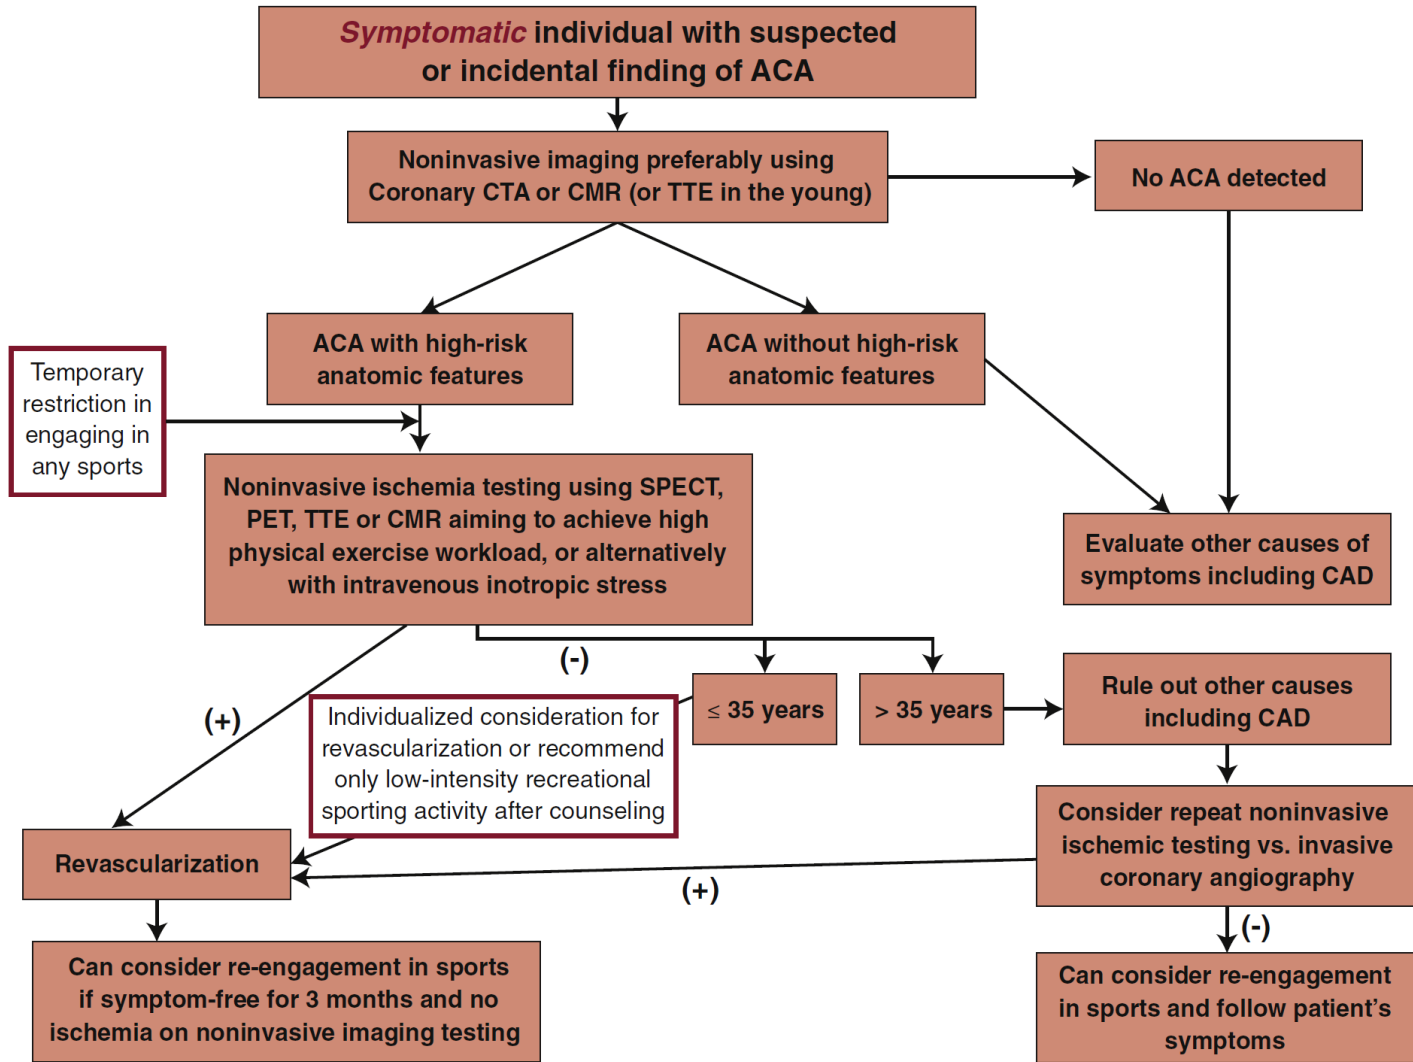 Symptomatic individual with suspected
or incidental finding of ACA
Noninvasive imaging preferably using
Coronary CTA or CMR (or TTE in the young)
No ACA detected
ACA with high-risk
anatomic features
ACA without high-risk
anatomic features
Temporary
restriction in
engaging in
any sports
Noninvasive ischemia testing using SPECT,
PET, TTE or CMR aiming to achieve high
physical exercise workload, or alternatively
with intravenous inotropic stress
Evaluate other causes of
symptoms including CAD
(-)
≤ 35 years
> 35 years
Rule out other causes
including CAD
(+)
Individualized consideration for
revascularization or recommend
only low-intensity recreational
sporting activity after counseling
Consider repeat noninvasive
ischemic testing vs. invasive
coronary angiography
Revascularization
(+)
(-)
Can consider re-engagement in sports
if symptom-free for 3 months and no
ischemia on noninvasive imaging testing
Can consider re-engagement
in sports and follow patient's
symptoms